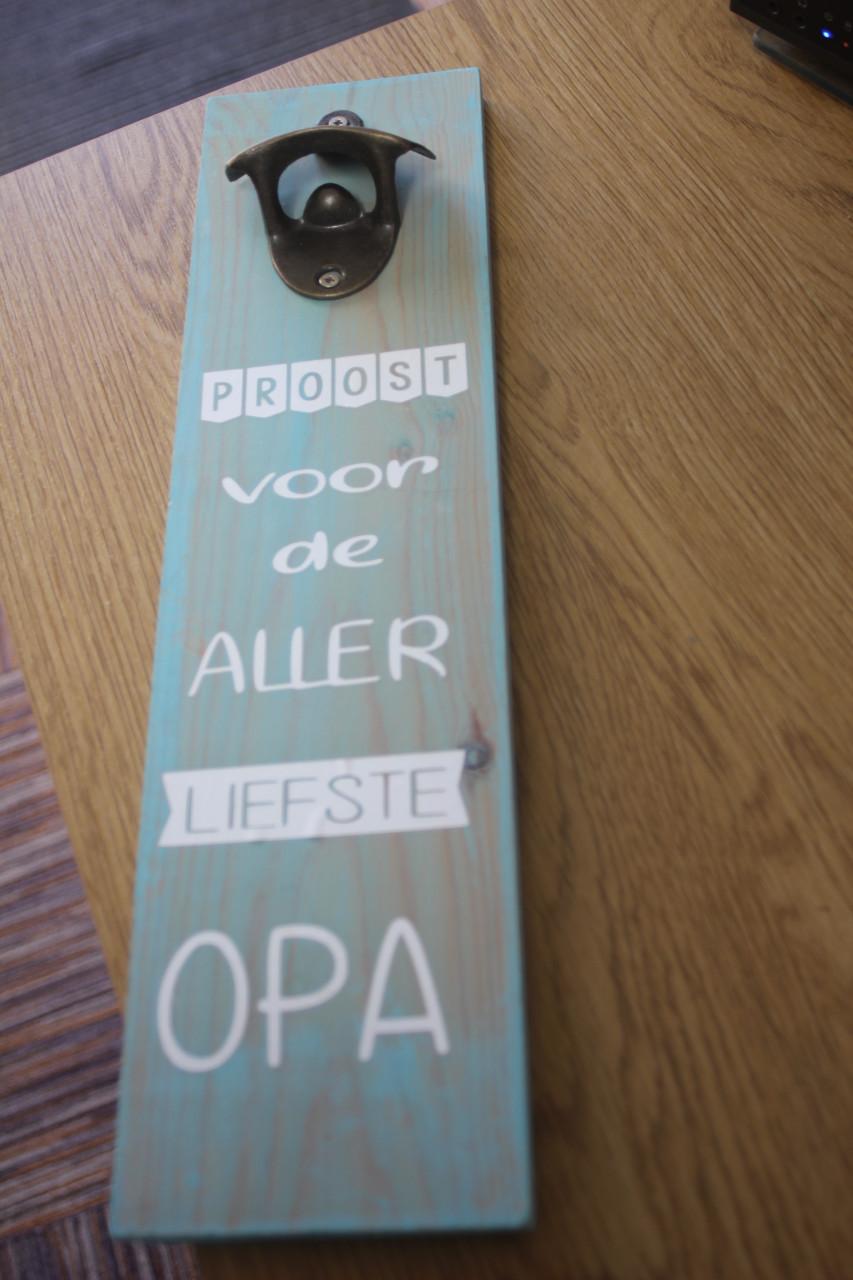 PROOST
voor
de
ALLER
LIEFSTE
OPA